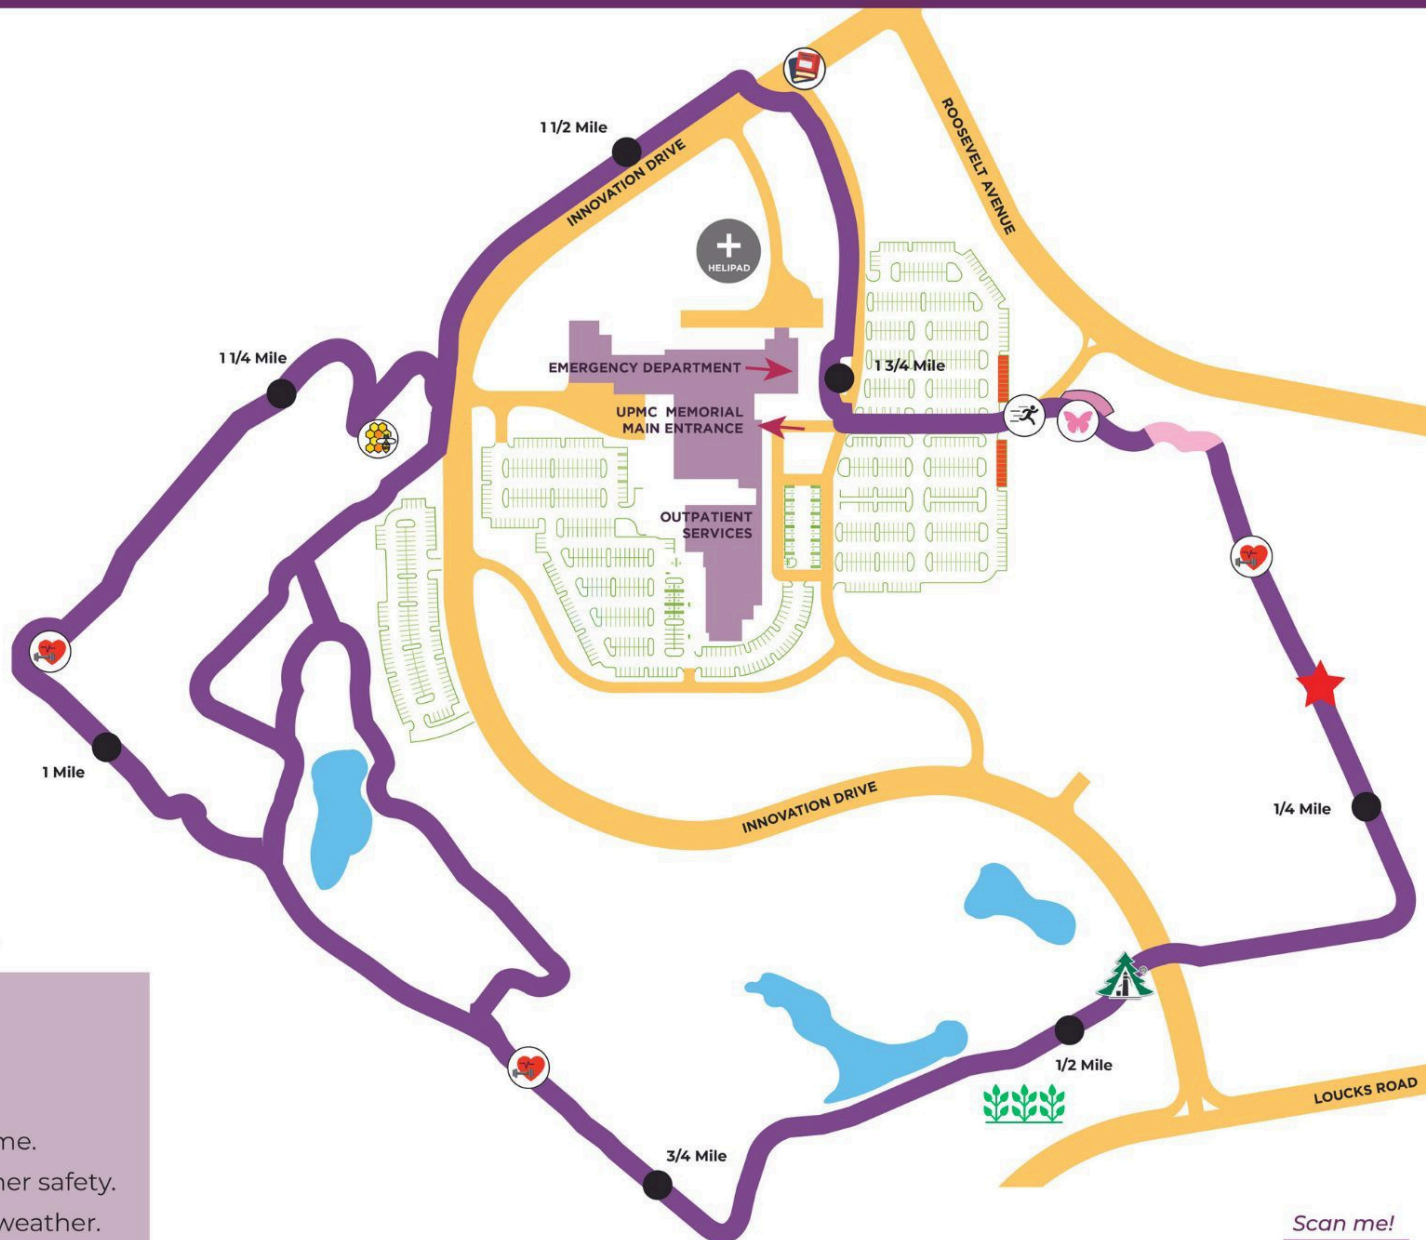 1 1/2 Mile
INNOVATION DRIVE
ROOSEVELT AVENUE
HELIPAD
1 1/4 Mile
EMERGENCY DEPARTMENT
1 3/4 Mile
UPMC MEMORIAL
MAIN ENTRANCE
OUTPATIENT
SERVICES
1 Mile
INNOVATION DRIVE
1/4 Mile
1/2 Mile
LOUCKS ROAD
3/4 Mile
her safety.
weather.
Scan me!